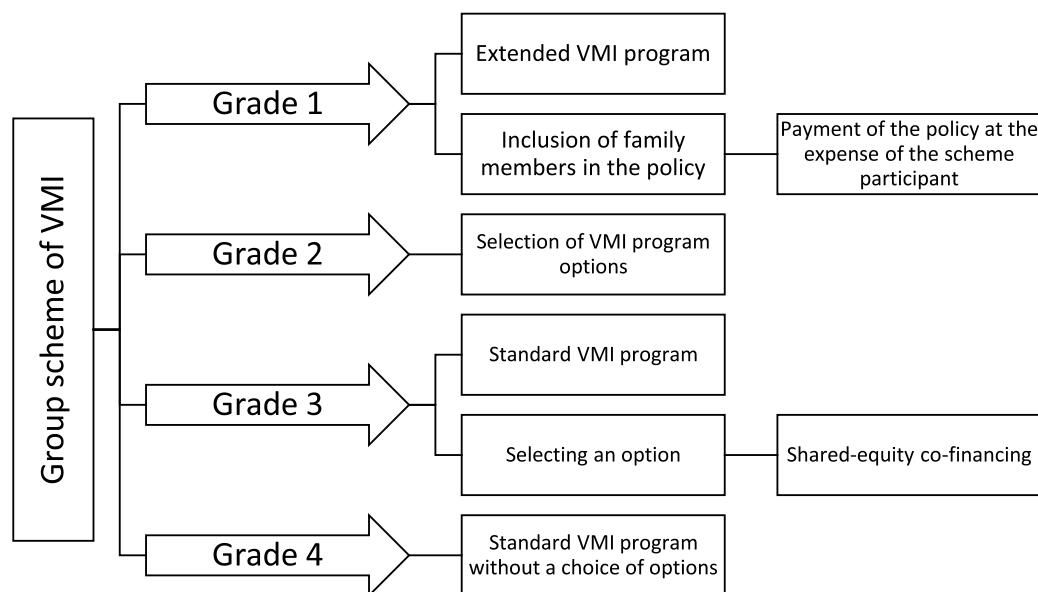 Group scheme of VMI
Grade 1
Extended VMI program
Inclusion of family
members in the policy
Payment of the policy at the
expense of the scheme
participant
Grade 2
Selection of VMI program
options
Grade 3
Standard VMI program
Selecting an option
Shared-equity co-financing
Grade 4
Standard VMI program
without a choice of options